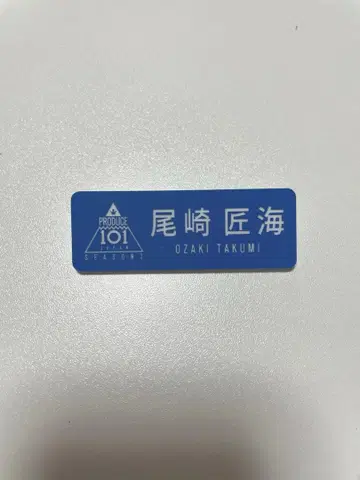 PRODUCE
101
JAPAN
SEASON2
尾崎 匠海
OZAKI TAKUMI